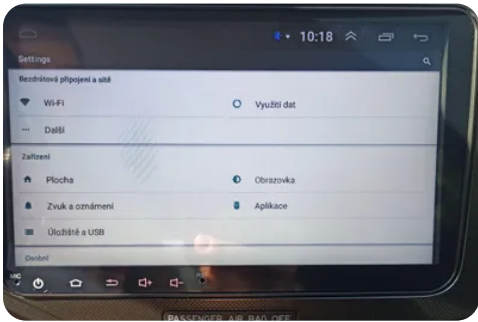 10:18
Settings
Bezdrátová připojení a sítě
Wi-Fi
Využití dat
Další
Zařízení
Plocha
Obrazovka
Zvuk a oznámení
Aplikace
Úložiště a USB
Osobní
MIC
PASSENGER AIR BAG OFF